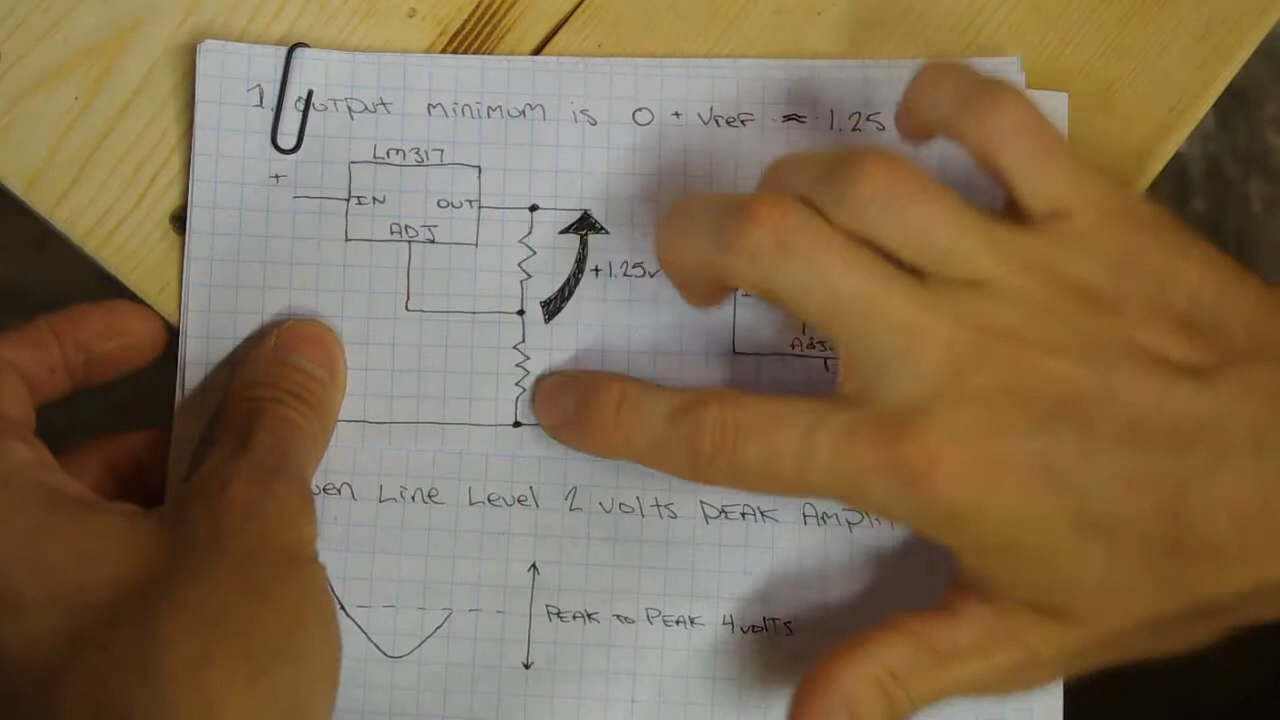 1. OUTPUT MINIMUM IS 0 + VREF ≈ 1.25
LM317
+
IN OUT
ADJ
+1.25V
ADJ.
LINE LEVEL 2 VOLTS PEAK
PEAK TO PEAK 4 VOLTS